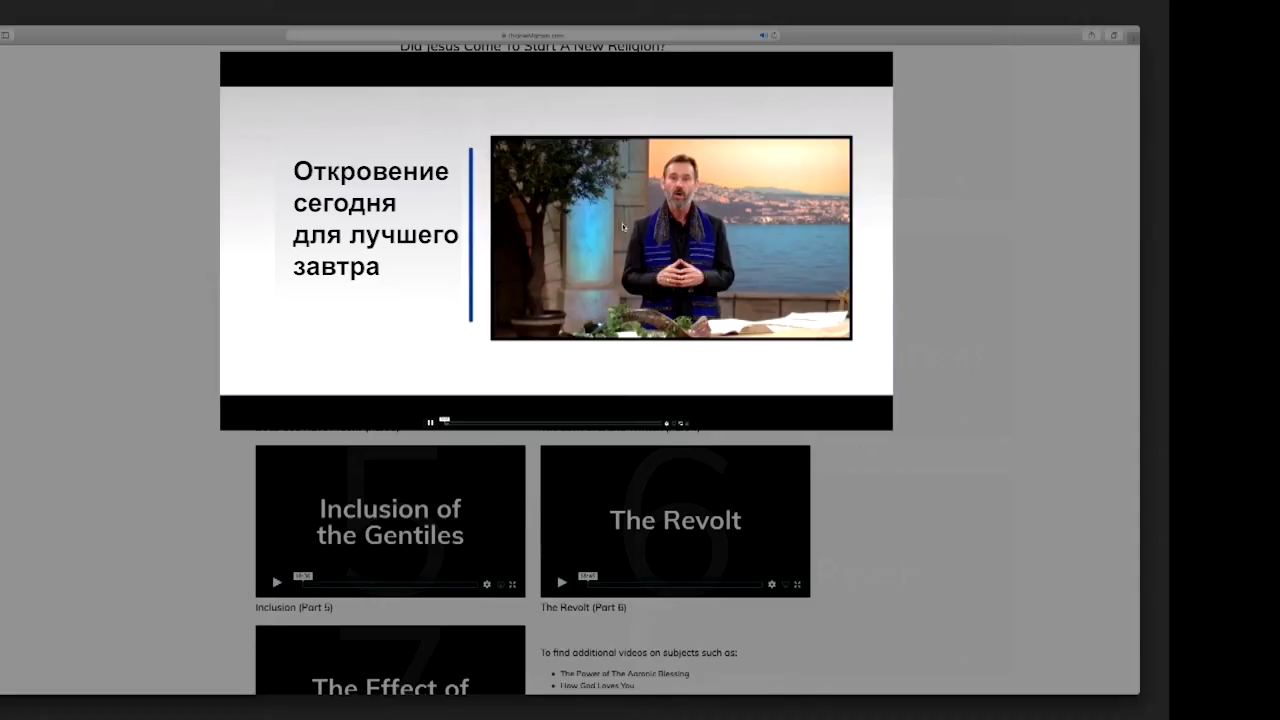 Did Jesus Come To Start A New Religion?
Откровение
сегодня
для лучшего
завтра
Inclusion of
the Gentiles
The Revolt
Inclusion (Part 5)
The Revolt (Part 6)
The Effect of
To find additional videos on subjects such as:
The Power of The Aaronic Blessing
How God Loves You